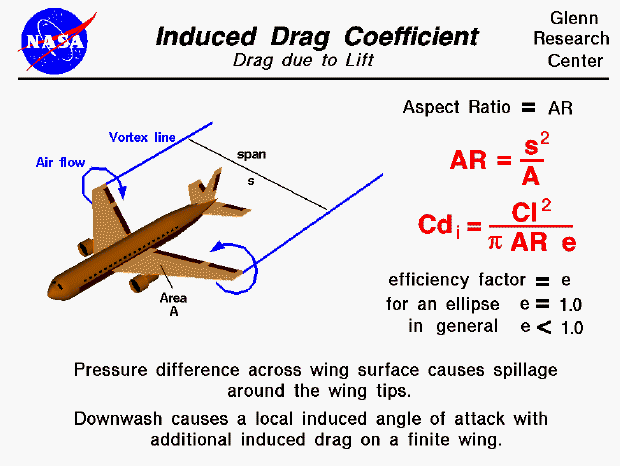 NASA
Induced Drag Coefficient
Drag due to Lift
Glenn
Research
Center
Aspect Ratio = AR
Vortex line
Air flow
span
s
AR = s² / A
Cd i = Cl² / π AR e
Area
A
efficiency factor = e
for an ellipse e = 1.0
in general e < 1.0
Pressure difference across wing surface causes spillage
around the wing tips.
Downwash causes a local induced angle of attack with
additional induced drag on a finite wing.